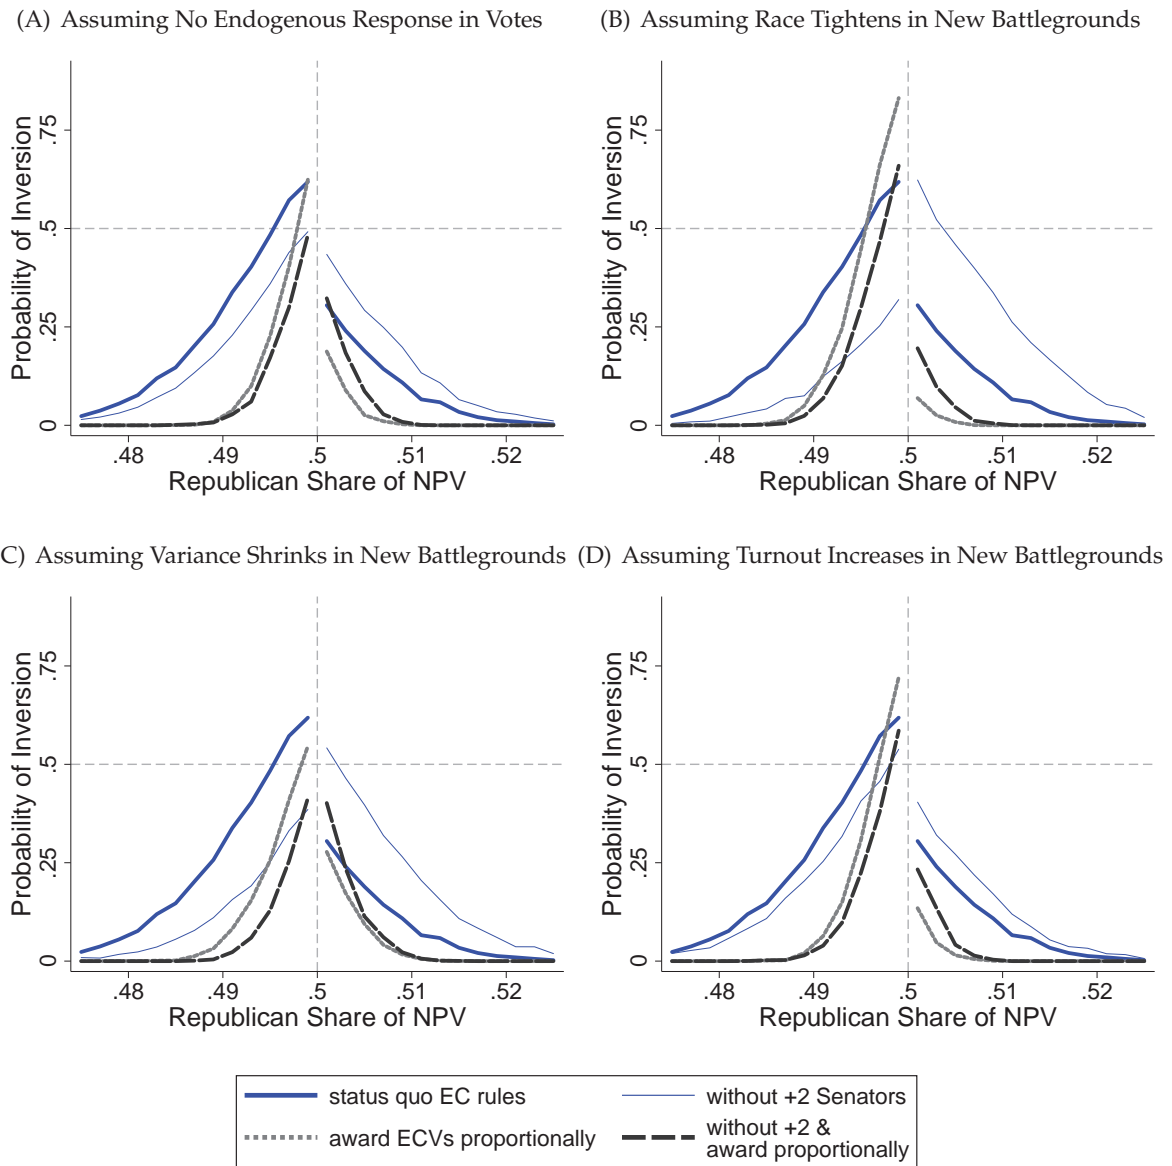 (A) Assuming No Endogenous Response in Votes
(B) Assuming Race Tightens in New Battlegrounds
Probability of Inversion
0 .25 .5 .75
.48 .49 .5 .51 .52
Republican Share of NPV
Probability of Inversion
0 .25 .5 .75
.48 .49 .5 .51 .52
Republican Share of NPV
C) Assuming Variance Shrinks in New Battlegrounds
(D) Assuming Turnout Increases in New Battlegrounds
Probability of Inversion
0 .25 .5 .75
.48 .49 .5 .51 .52
Republican Share of NPV
Probability of Inversion
0 .25 .5 .75
.48 .49 .5 .51 .52
Republican Share of NPV
status quo EC rules
without +2 Senators
award ECVs proportionally
without +2 &
award proportionally